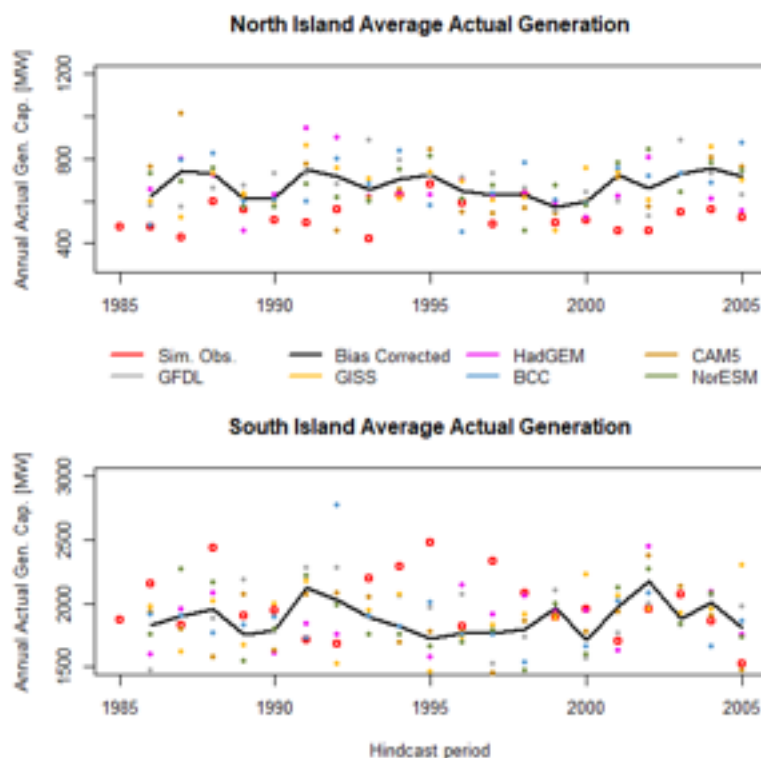 North Island Average Actual Generation
Annual Actual Gen. Cap. [MW]
1200
800
400
1985 1990 1995 2000 2005
Sim. Obs. Bias Corrected HadGEM CAM5
GFDL GISS BCC NorESM
South Island Average Actual Generation
Annual Actual Gen. Cap. [MW]
3000
2500
2000
1500
1985 1990 1995 2000 2005
Hindcast period